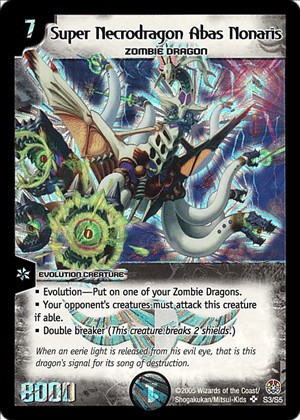 7 Super Necrodragon Abas Nonaris
ZOMBIE DRAGON
EVOLUTION CREATURE
▪ Evolution—Put on one of your Zombie Dragons.
▪ Your opponent's creatures must attack this creature
if able.
▪ Double breaker (This creature breaks 2 shields.)
When an eerie light is released from his evil eye, that is this
dragon's signal for its song of destruction.
8000 1 ©2005 Wizards of the Coast/
Shogakukan/Mitsui-Kids S3/S5